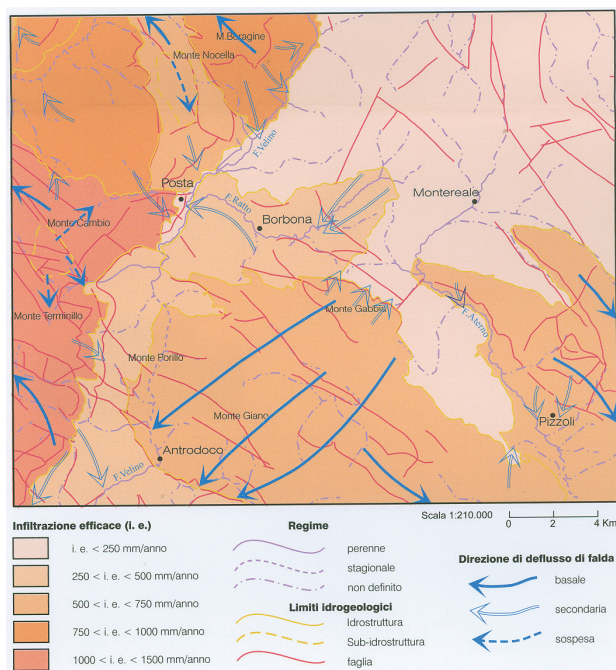 M.Boragine
Monte Nocella
F.Velino
Posta
F.Ratto
Montereale
Borbona
Monte Cambio
Monte Terminillo
Monte Gabbia
F.Aterno
Monte Porillo
Monte Giano
Pizzoli
Antrodoco
F.Velino
Scala 1:210.000
0 2 4 Km
Infiltrazione efficace (i. e.)
i. e. < 250 mm/anno
250 < i. e. < 500 mm/anno
500 < i. e. < 750 mm/anno
750 < i. e. < 1000 mm/anno
1000 < i. e. < 1500 mm/anno
Regime
perenne
stagionale
non definito
Limiti idrogeologici
Idrostruttura
Sub-idrostruttura
faglia
Direzione di deflusso di falda
basale
secondaria
sospesa